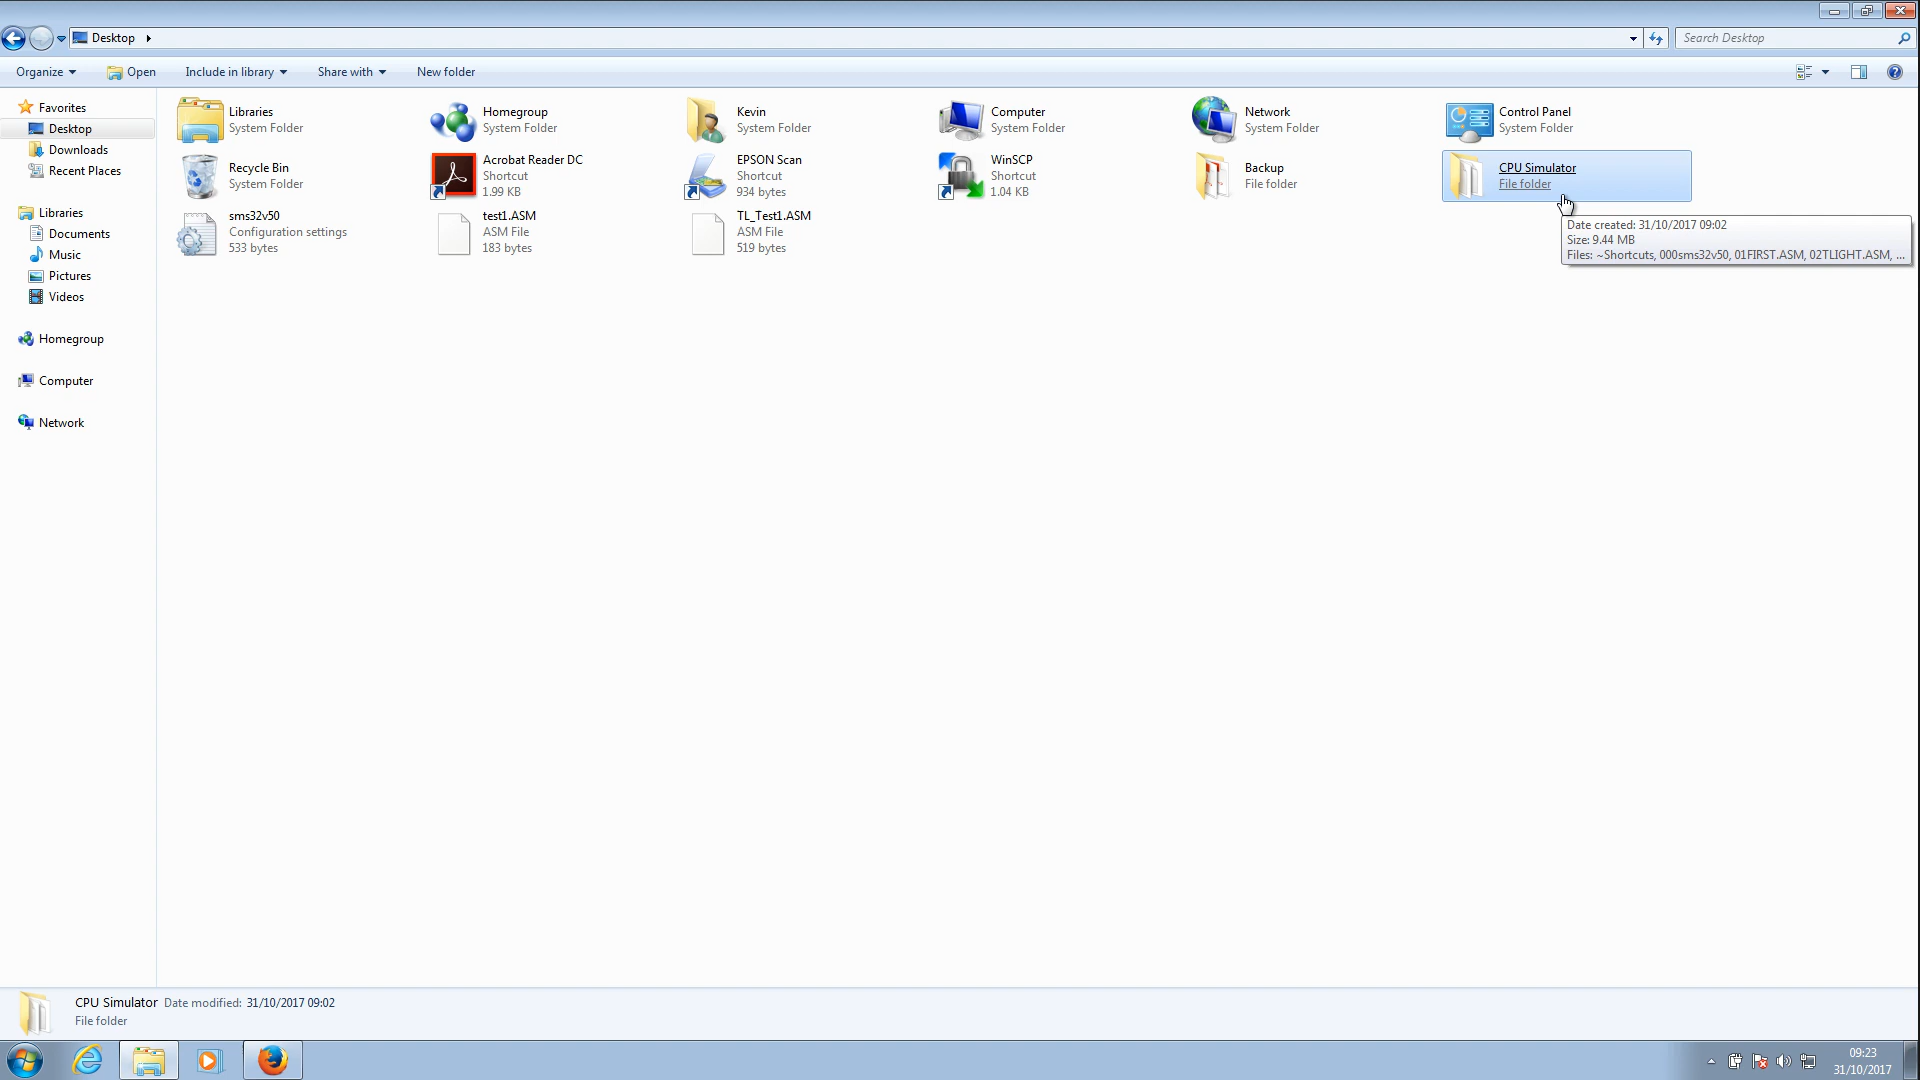 Desktop
Search Desktop
Organize Open Include in library Share with New folder
Favorites
Desktop
Downloads
Recent Places
Libraries
Documents
Music
Pictures
Videos
Homegroup
Computer
Network
Libraries
System Folder
Homegroup
System Folder
Kevin
System Folder
Computer
System Folder
Network
System Folder
Control Panel
System Folder
Recycle Bin
System Folder
Acrobat Reader DC
Shortcut
1.99 KB
EPSON Scan
Shortcut
934 bytes
WinSCP
Shortcut
1.04 KB
Backup
File folder
CPU Simulator
File folder
sms32v50
Configuration settings
533 bytes
test1.ASM
ASM File
183 bytes
TL_Test1.ASM
ASM File
519 bytes
Date created: 31/10/2017 09:02
Size: 9.44 MB
Files: ~Shortcuts, 000sms32v50, 01FIRST.ASM, 02TLIGHT.ASM, ...
CPU Simulator Date modified: 31/10/2017 09:02
File folder
09:23
31/10/2017